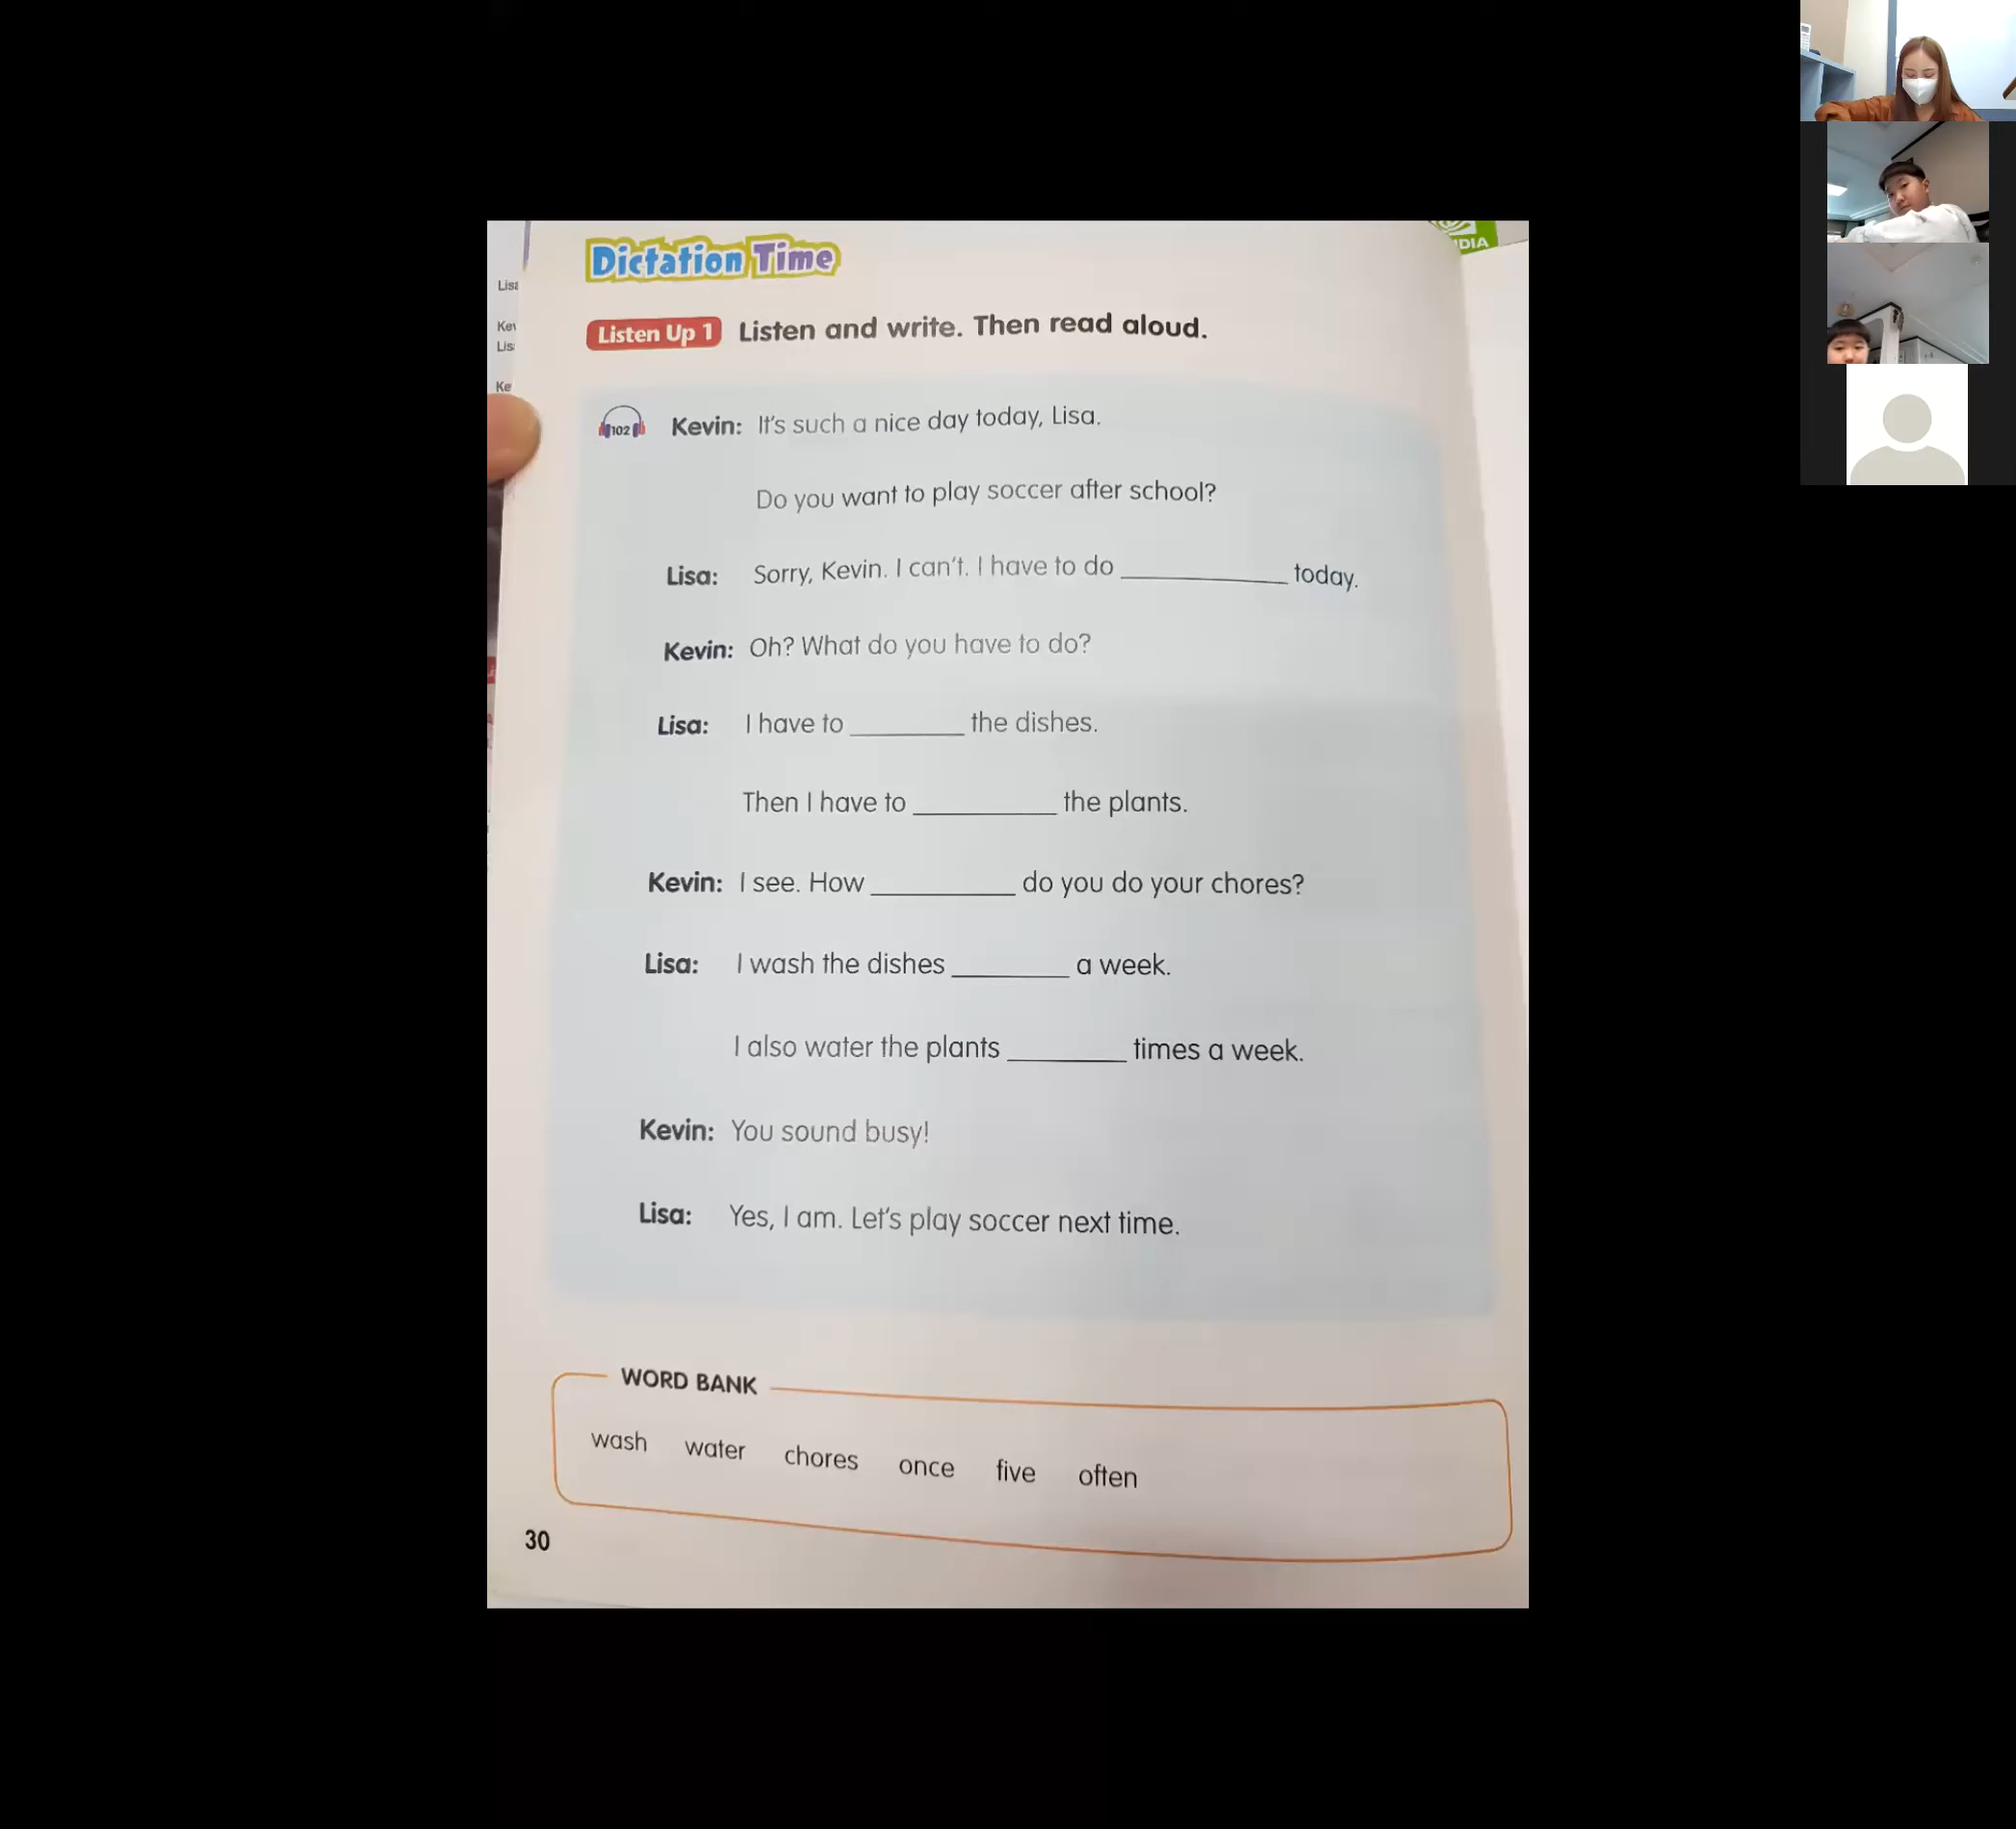 Dictation Time
Listen Up 1 Listen and write. Then read aloud.
102 Kevin: It's such a nice day today, Lisa.
Do you want to play soccer after school?
Lisa: Sorry, Kevin. I can't. I have to do ____________ today.
Kevin: Oh? What do you have to do?
Lisa: I have to ________ the dishes.
Then I have to __________ the plants.
Kevin: I see. How __________ do you do your chores?
Lisa: I wash the dishes ________ a week.
I also water the plants ________ times a week.
Kevin: You sound busy!
Lisa: Yes, I am. Let's play soccer next time.
WORD BANK
wash water chores once five often
30